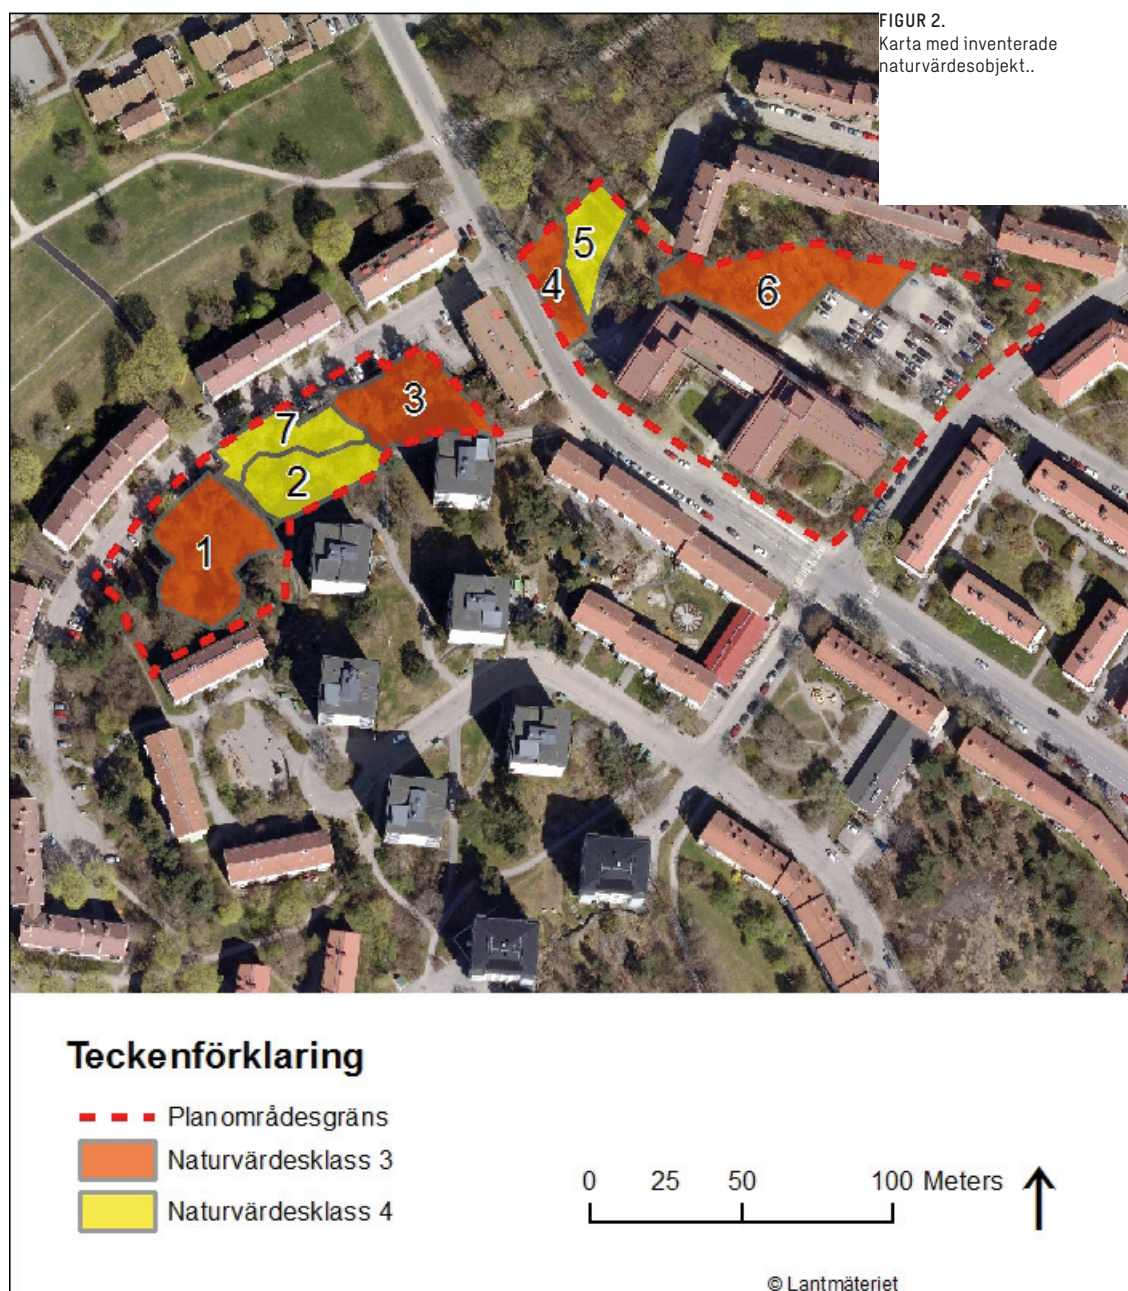 FIGUR 2.
Karta med inventerade
naturvärdesobjekt..
5
4
6
3
7
2
1
Teckenförklaring
Planområdesgräns
Naturvärdesklass 3
Naturvärdesklass 4
0 25 50 100 Meters
© Lantmäteriet